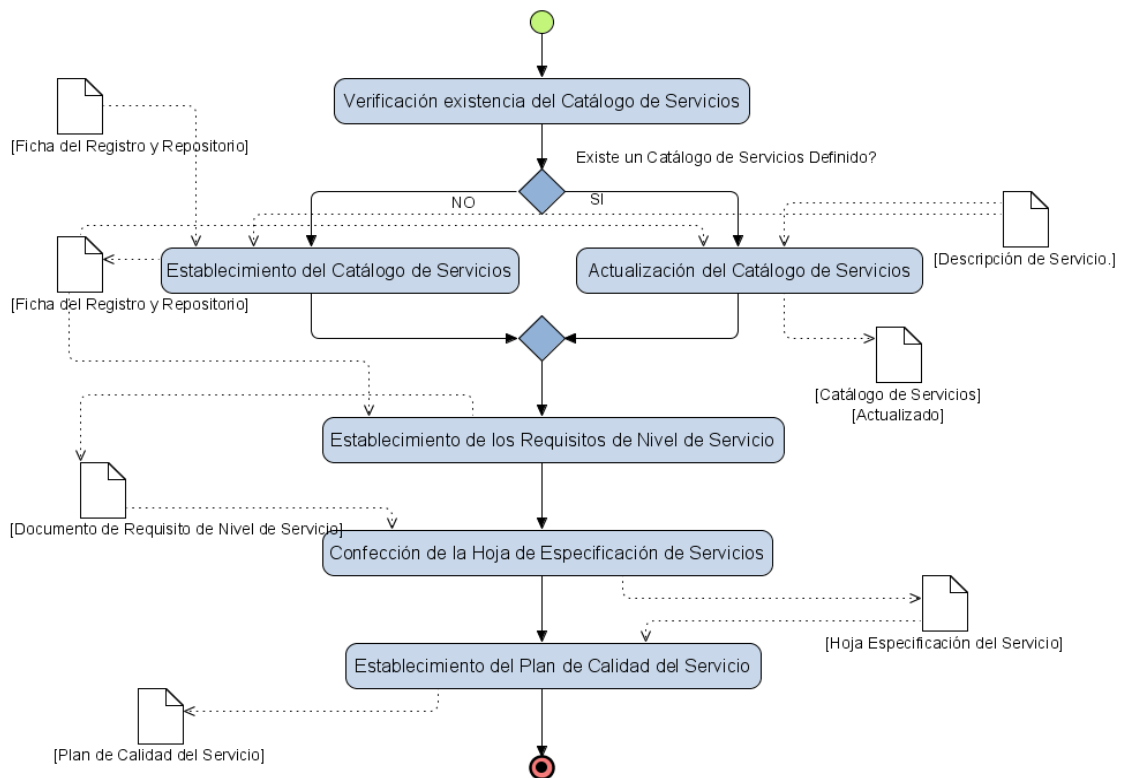 Verificación existencia del Catálogo de Servicios
[Ficha del Registro y Repositorio]
Existe un Catálogo de Servicios Definido?
NO
SI
Establecimiento del Catálogo de Servicios
Actualización del Catálogo de Servicios
[Descripción de Servicio.]
[Ficha del Registro y Repositorio]
[Catálogo de Servicios]
[Actualizado]
Establecimiento de los Requisitos de Nivel de Servicio
[Documento de Requisito de Nivel de Servicio]
Confección de la Hoja de Especificación de Servicios
[Hoja Especificación del Servicio]
Establecimiento del Plan de Calidad del Servicio
[Plan de Calidad del Servicio]